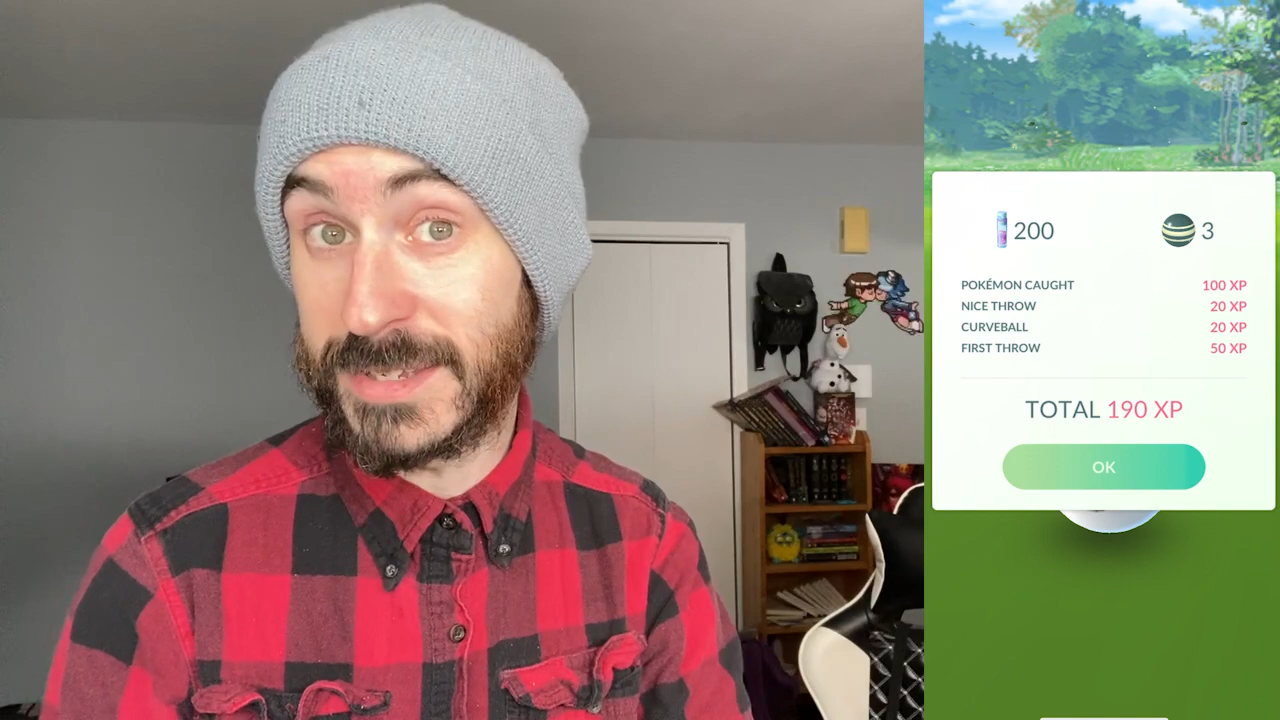 200 3
POKÉMON CAUGHT 100 XP
NICE THROW 20 XP
CURVEBALL 20 XP
FIRST THROW 50 XP
TOTAL 190 XP
OK